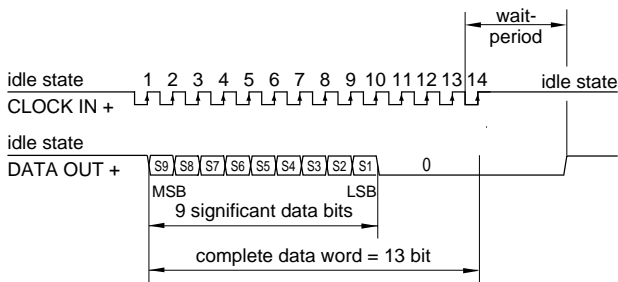 wait-
period
idle state 1 2 3 4 5 6 7 8 9 10 11 12 13 14 idle state
CLOCK IN +
idle state
DATA OUT + S9 S8 S7 S6 S5 S4 S3 S2 S1 0
MSB LSB
9 significant data bits
complete data word = 13 bit